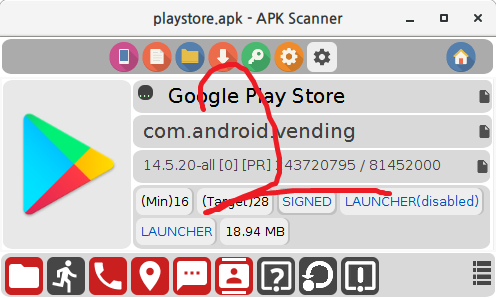 playstore.apk - APK Scanner
Google Play Store
com.android.vending
14.5.20-all [0] [PR] / 81452000
(Min)16 (Target)28 SIGNED LAUNCHER(disabled)
LAUNCHER 18.94 MB